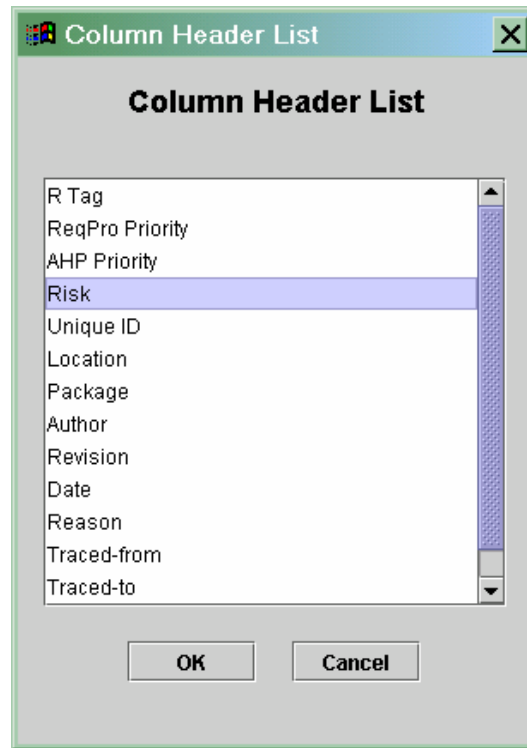 Column Header List
Column Header List
R Tag
ReqPro Priority
AHP Priority
Risk
Unique ID
Location
Package
Author
Revision
Date
Reason
Traced-from
Traced-to
OK Cancel